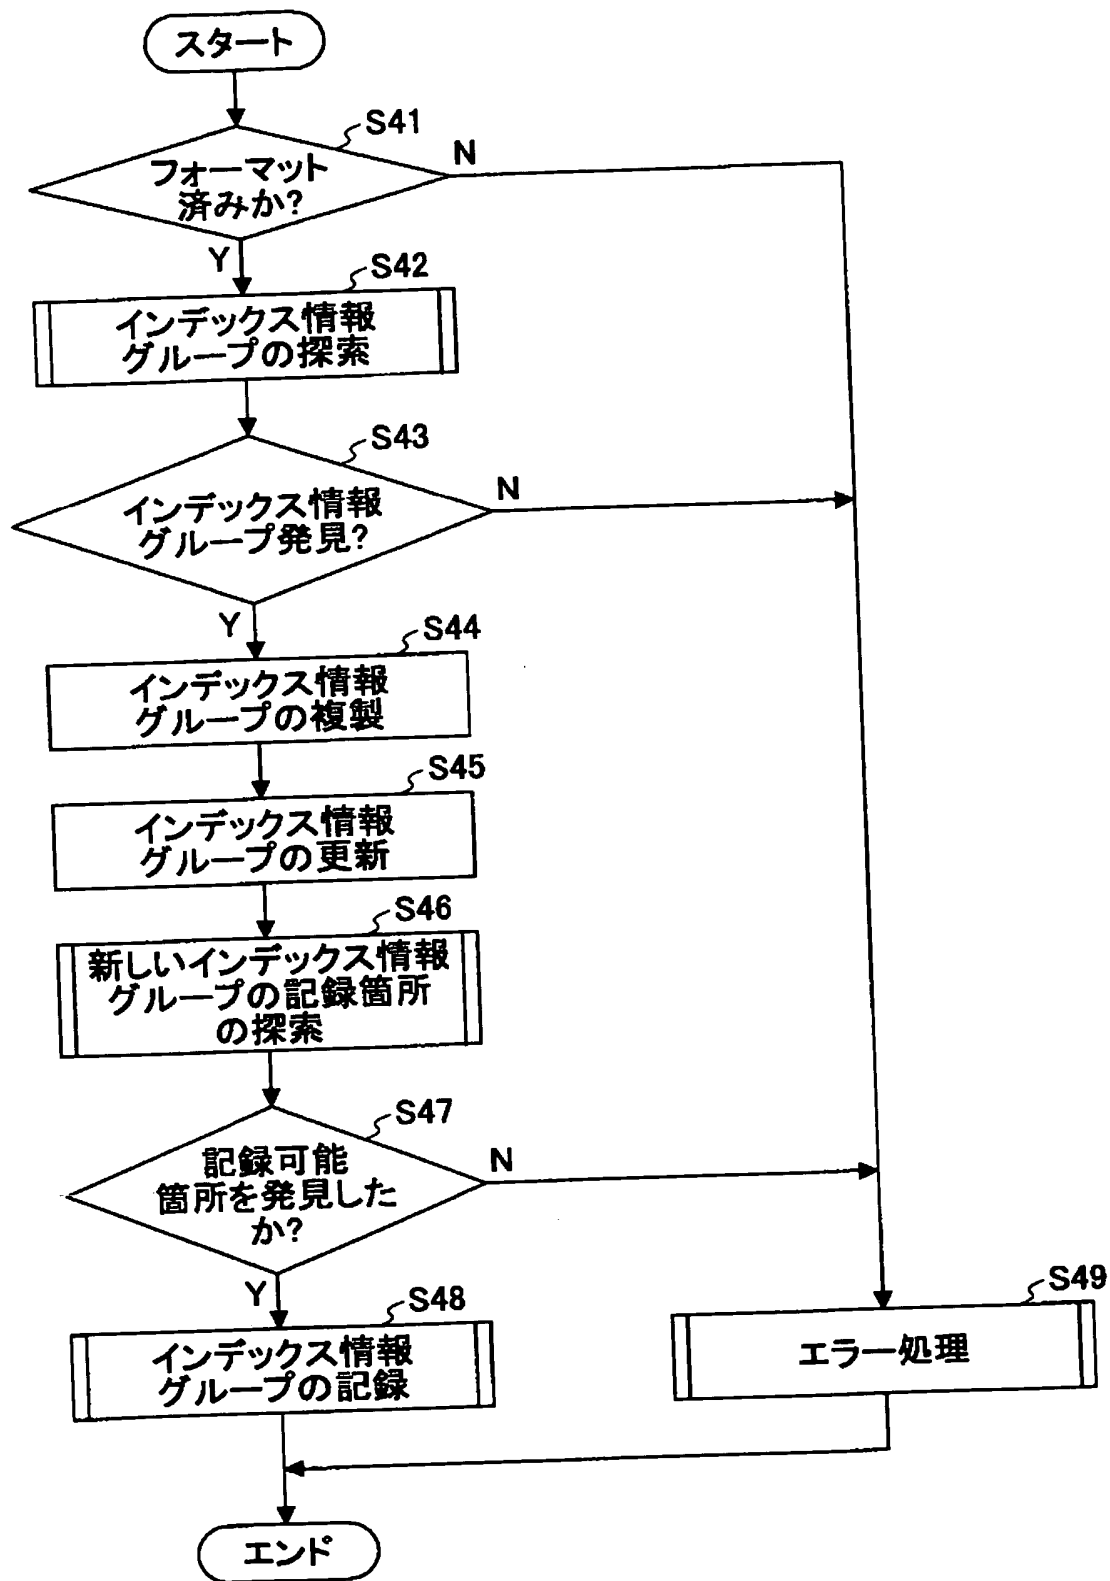 スタート
S41
フォーマット
済みか?
N
Y
S42
インデックス情報
グループの探索
S43
インデックス情報
グループ発見?
N
Y
S44
インデックス情報
グループの複製
S45
インデックス情報
グループの更新
S46
新しいインデックス情報
グループの記録箇所
の探索
S47
記録可能
箇所を発見した
か?
N
Y
S48
インデックス情報
グループの記録
S49
エラー処理
エンド